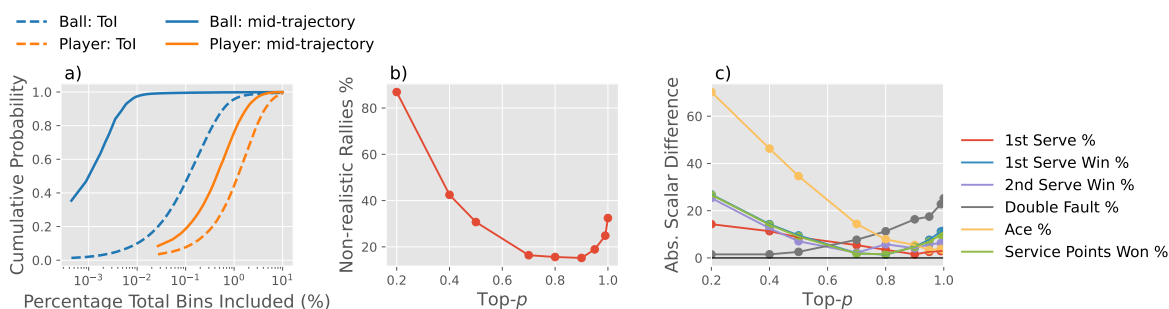 Ball: ToI
Player: ToI
Ball: mid-trajectory
Player: mid-trajectory
a)
Cumulative Probability
1.0
0.8
0.6
0.4
0.2
0.0
10⁻³
10⁻²
10⁻¹
10⁰
10¹
Percentage Total Bins Included (%)
b)
Non-realistic Rallies %
80
60
40
20
0.2
0.4
0.6
0.8
1.0
Top-p
c)
Abs. Scalar Difference
60
40
20
0
0.2
0.4
0.6
0.8
1.0
Top-p
1st Serve %
1st Serve Win %
2nd Serve Win %
Double Fault %
Ace %
Service Points Won %